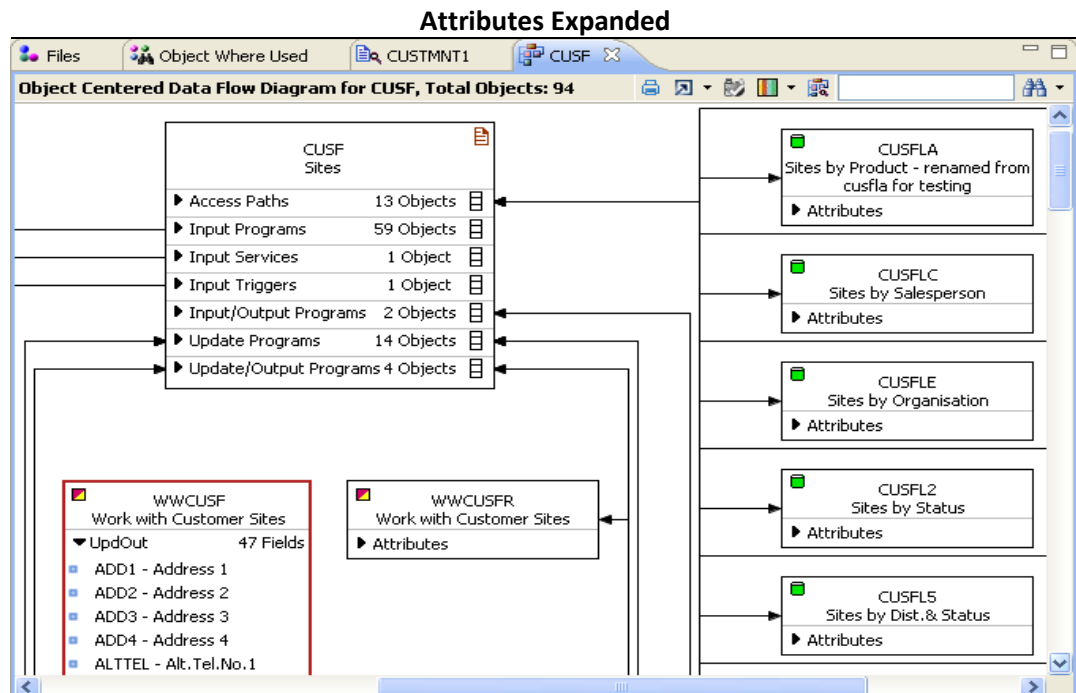 Attributes Expanded
Files
Object Where Used
CUSTMNT1
CUSF
Object Centered Data Flow Diagram for CUSF, Total Objects: 94
CUSF
Sites
Access Paths 13 Objects
Input Programs 59 Objects
Input Services 1 Object
Input Triggers 1 Object
Input/Output Programs 2 Objects
Update Programs 14 Objects
Update/Output Programs 4 Objects
WWCUSF
Work with Customer Sites
UpdOut 47 Fields
ADD1 - Address 1
ADD2 - Address 2
ADD3 - Address 3
ADD4 - Address 4
ALTTEL - Alt.Tel.No.1
WWCUSFR
Work with Customer Sites
Attributes
CUSFLA
Sites by Product - renamed from
cusfla for testing
Attributes
CUSFLC
Sites by Salesperson
Attributes
CUSFLE
Sites by Organisation
Attributes
CUSFL2
Sites by Status
Attributes
CUSFL5
Sites by Dist.& Status
Attributes